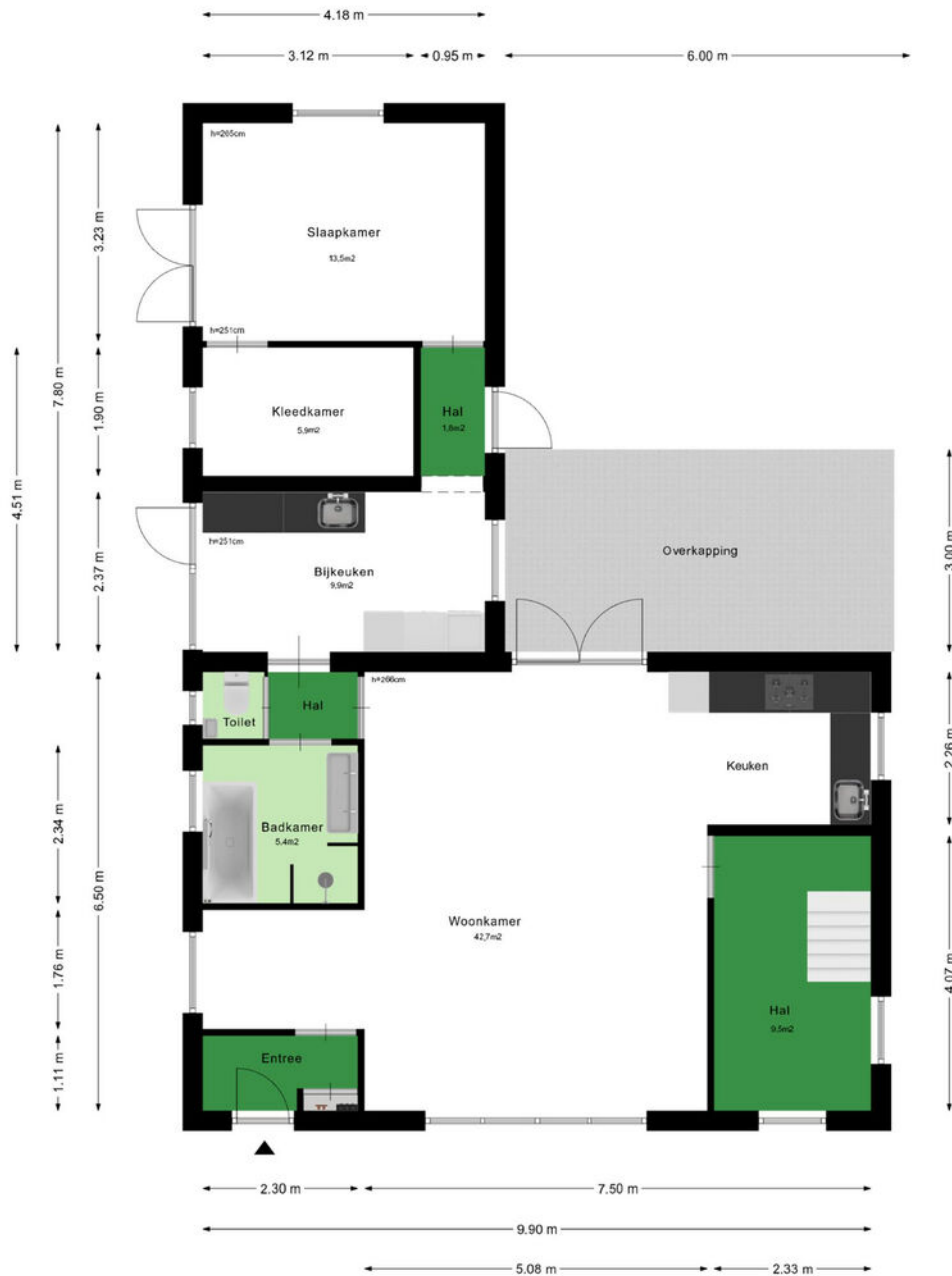 4.18 m
3.12 m
0.95 m
6.00 m
h=265cm
Slaapkamer
13,5m2
3.23 m
7.80 m
h=251cm
Kleedkamer
5,9m2
Hal
1,8m2
1.90 m
4.51 m
h=251cm
Bijkeuken
9,9m2
2.37 m
Overkapping
3.00 m
h=266cm
Toilet
Hal
Keuken
2.26 m
Badkamer
5,4m2
2.34 m
6.50 m
Woonkamer
42,7m2
1.76 m
Hal
9,5m2
4.07 m
Entree
1.11 m
2.30 m
7.50 m
9.90 m
5.08 m
2.33 m